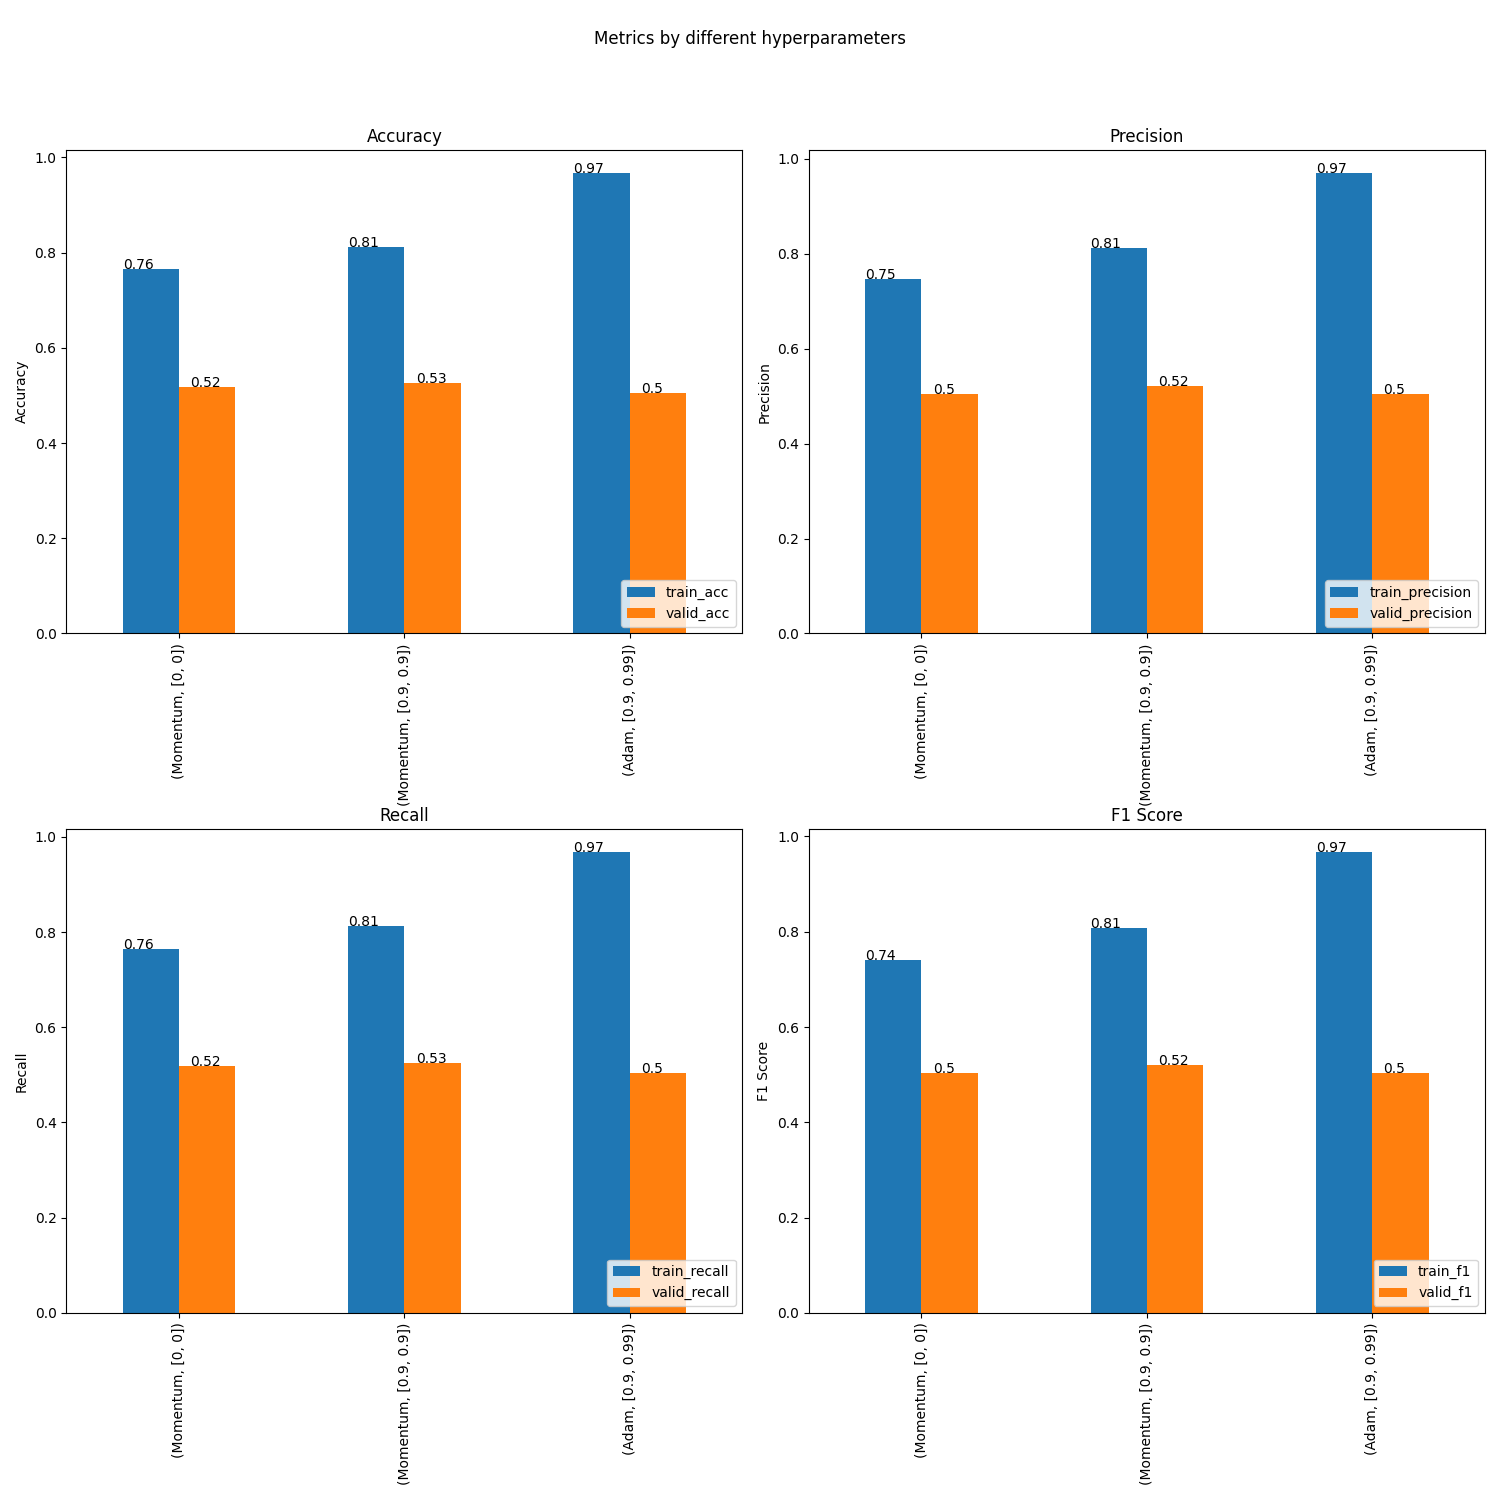 Metrics by different hyperparameters
Accuracy
Accuracy
1.0
0.8
0.6
0.4
0.2
0.0
0.76
0.52
0.81
0.53
0.97
0.5
train_acc
valid_acc
(Momentum, [0, 0])
(Momentum, [0.9, 0.9])
(Adam, [0.9, 0.99])
Precision
Precision
1.0
0.8
0.6
0.4
0.2
0.0
0.75
0.5
0.81
0.52
0.97
0.5
train_precision
valid_precision
(Momentum, [0, 0])
(Momentum, [0.9, 0.9])
(Adam, [0.9, 0.99])
Recall
Recall
1.0
0.8
0.6
0.4
0.2
0.0
0.76
0.52
0.81
0.53
0.97
0.5
train_recall
valid_recall
(Momentum, [0, 0])
(Momentum, [0.9, 0.9])
(Adam, [0.9, 0.99])
F1 Score
F1 Score
1.0
0.8
0.6
0.4
0.2
0.0
0.74
0.5
0.81
0.52
0.97
0.5
train_f1
valid_f1
(Momentum, [0, 0])
(Momentum, [0.9, 0.9])
(Adam, [0.9, 0.99])